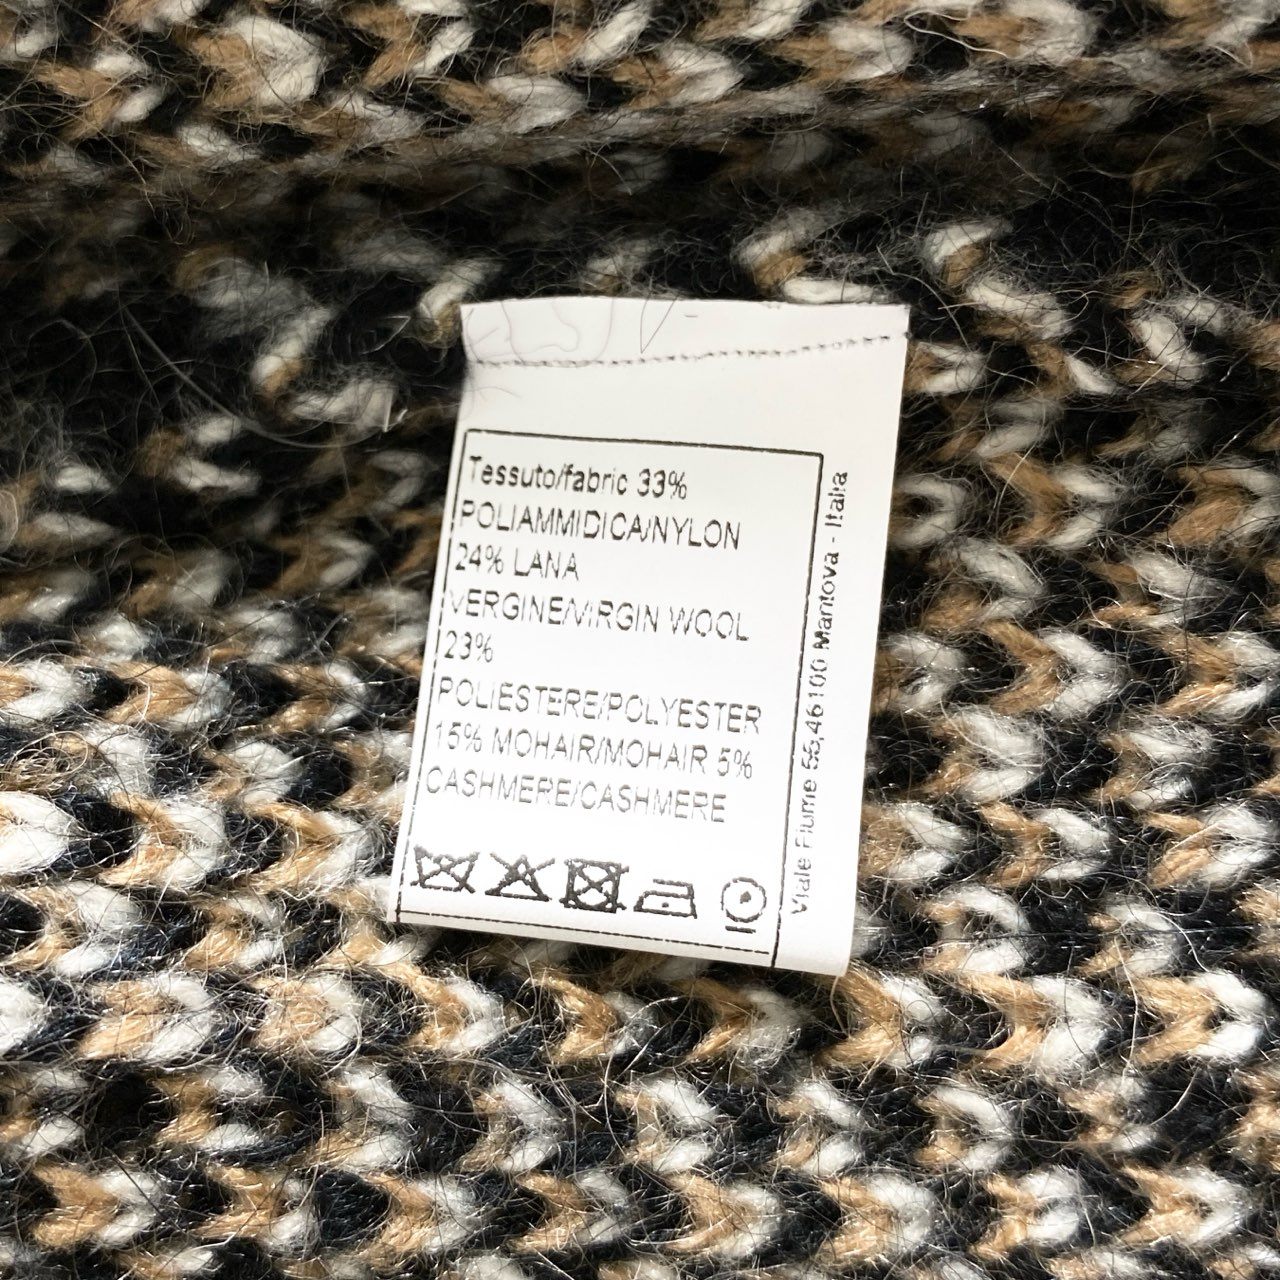 Tessuto/fabric 33%
POLIAMMIDICA/NYLON
24% LANA
VERGINE/VIRGIN WOOL
23%
POLIESTERE/POLYESTER
15% MOHAIR/MOHAIR 5%
CASHMERE/CASHMERE
Viale Fiume 55,46100 Mantova - Italia